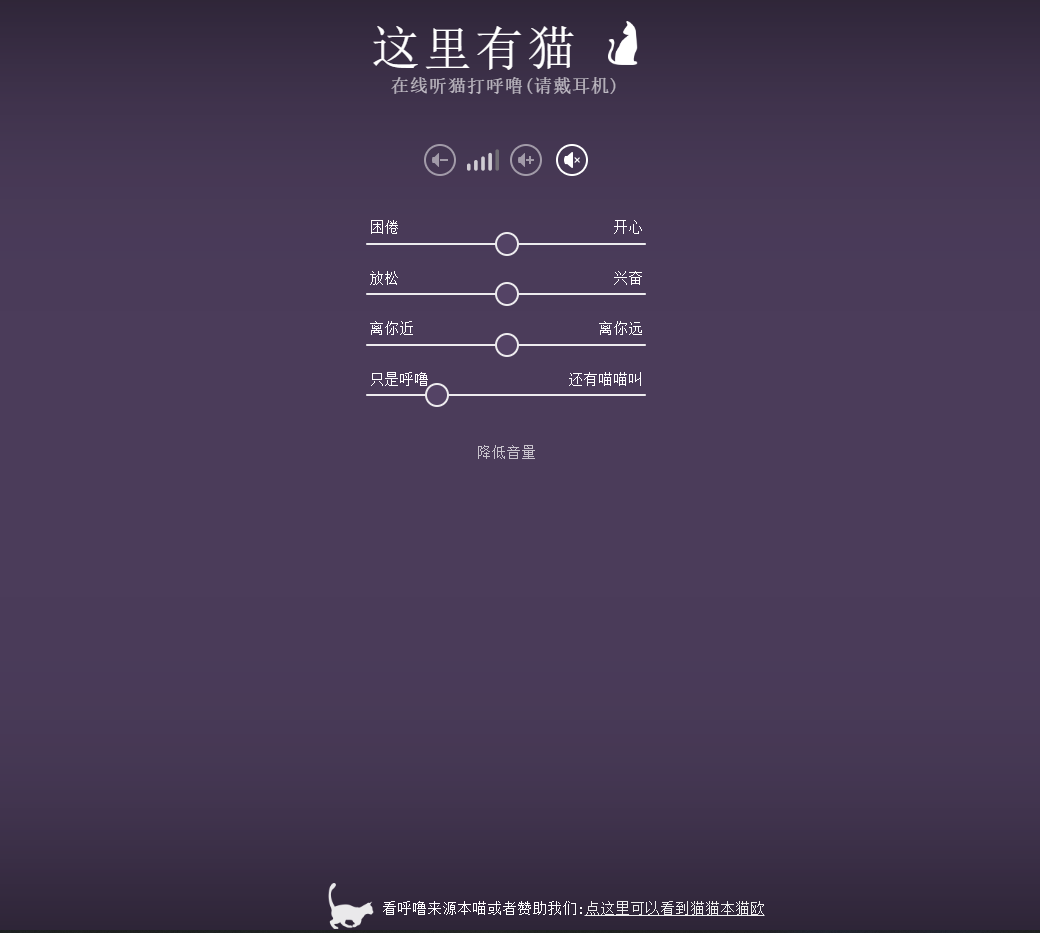 这里有猫
在线听猫打呼噜(请戴耳机)
困倦 开心
放松 兴奋
离你近 离你远
只是呼噜 还有喵喵叫
降低音量
看呼噜来源本喵或者赞助我们:点这里可以看到猫猫本猫欧